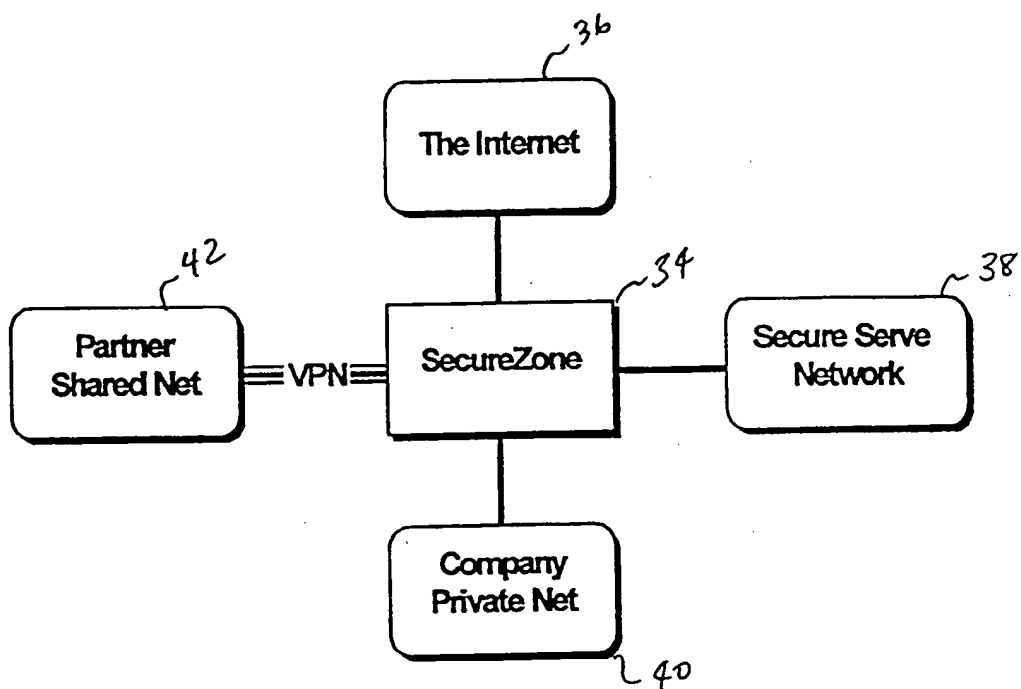 36
The Internet
42
34
38
Partner
Shared Net
VPN
SecureZone
Secure Serve
Network
Company
Private Net
40